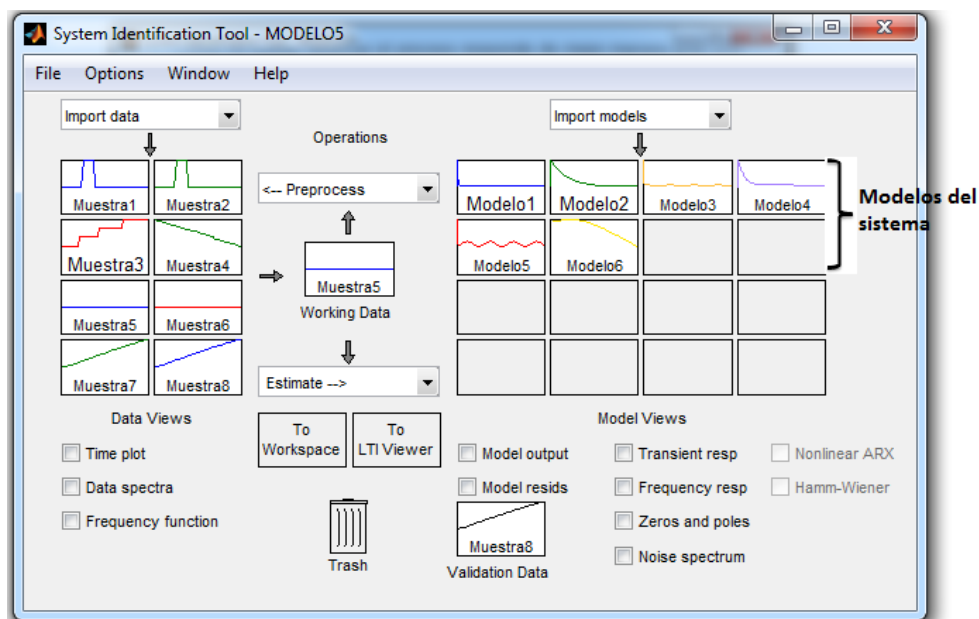 System Identification Tool - MODELO5
File Options Window Help
Import data
Import models
Operations
Muestra1 Muestra2
<-- Preprocess
Modelo1 Modelo2 Modelo3 Modelo4
Modelos del
sistema
Muestra3 Muestra4
Modelo5 Modelo6
Muestra5
Working Data
Muestra5 Muestra6
Muestra7 Muestra8
Estimate -->
Data Views
Model Views
To
Workspace
To
LTI Viewer
Time plot
Model output
Transient resp
Nonlinear ARX
Data spectra
Model resids
Frequency resp
Hamm-Wiener
Frequency function
Zeros and poles
Muestra8
Noise spectrum
Trash
Validation Data